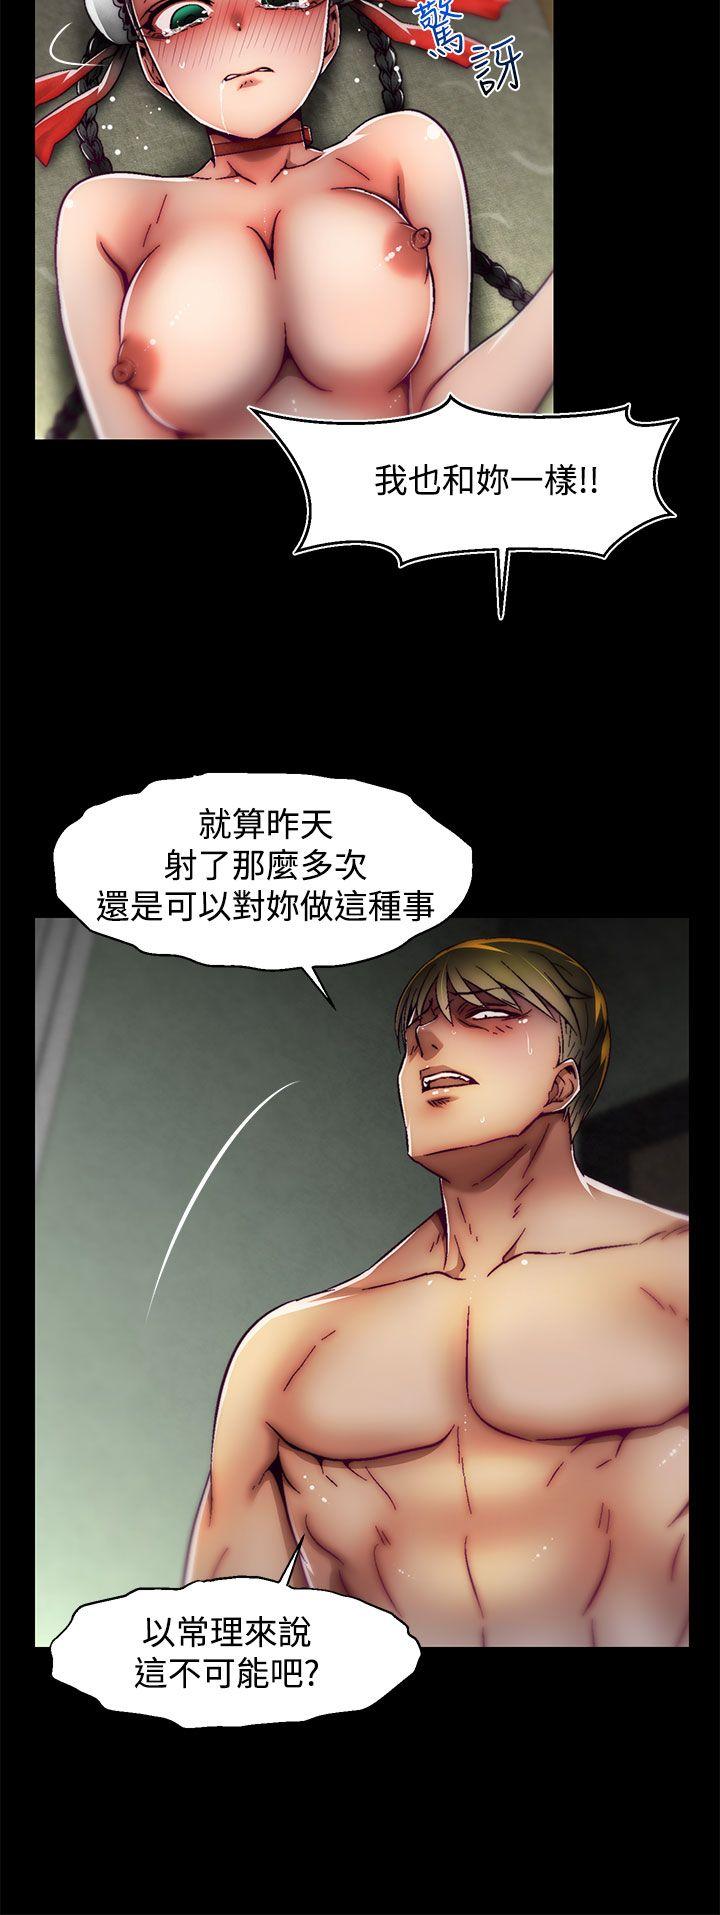 驚訝
我也和妳一樣!!
就算昨天
射了那麼多次
還是可以對妳做這種事
以常理來說
這不可能吧?